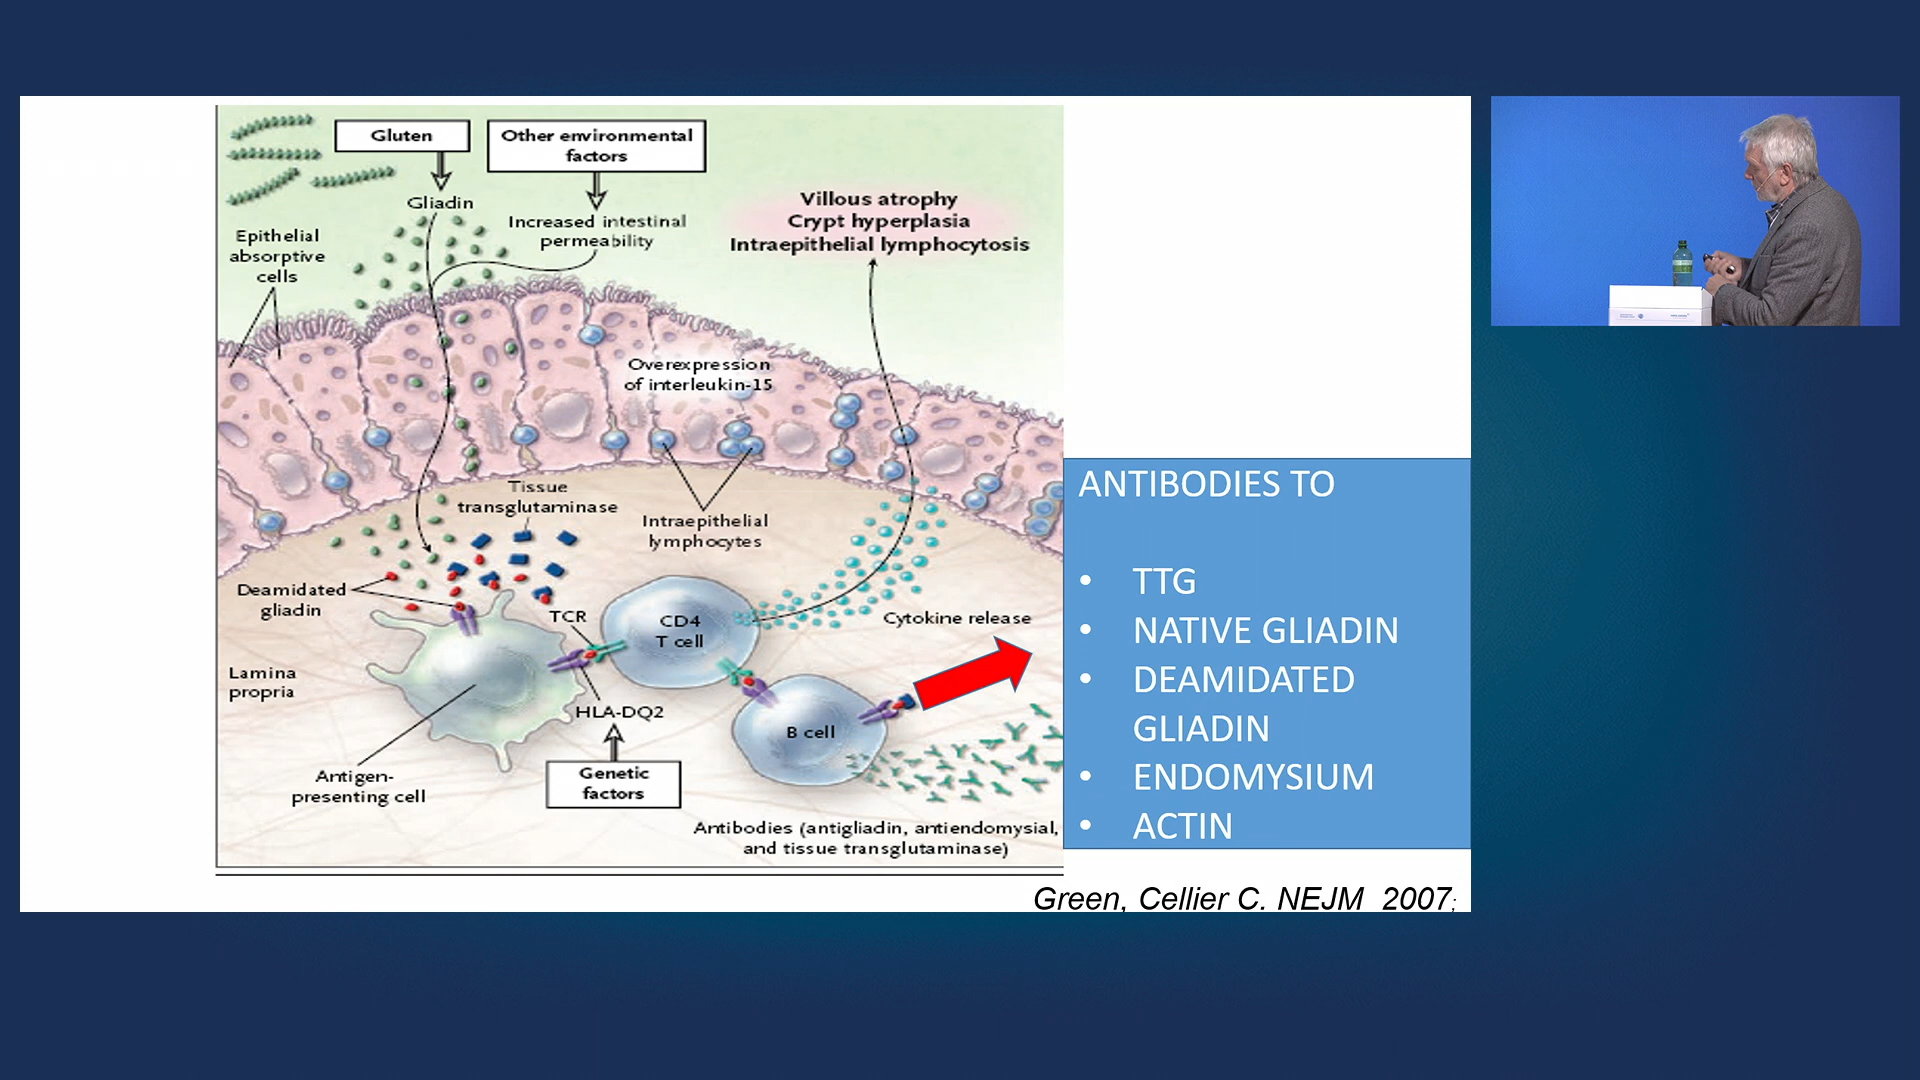 Gluten
Other environmental
factors
Gliadin
Increased intestinal
permeability
Villous atrophy
Crypt hyperplasia
Intraepithelial lymphocytosis
Epithelial
absorptive
cells
Overexpression
of interleukin-15
Tissue
transglutaminase
Intraepithelial
lymphocytes
Deamidated
gliadin
TCR
CD4
T cell
Cytokine release
Lamina
propria
HLA-DQ2
B cell
Antigen-
presenting cell
Genetic
factors
Antibodies (antigliadin, antiendomysial,
and tissue transglutaminase)
ANTIBODIES TO
• TTG
• NATIVE GLIADIN
• DEAMIDATED
GLIADIN
• ENDOMYSIUM
• ACTIN
Green, Cellier C. NEJM 2007;